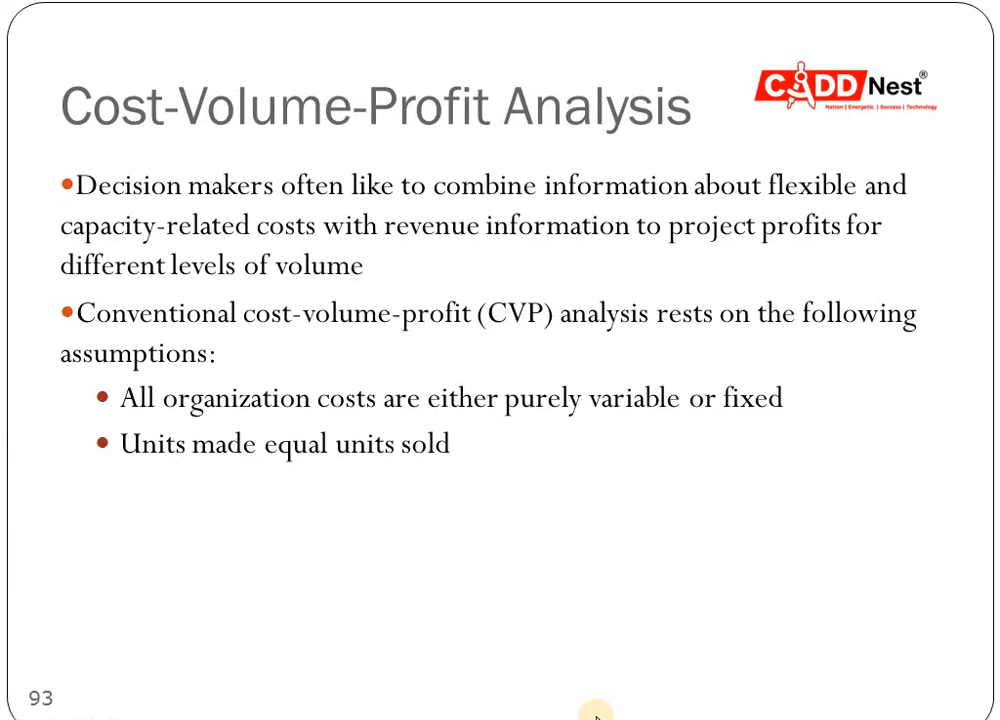 Cost-Volume-Profit Analysis
CADD Nest®
Nation | Energetic | Success | Technology
•Decision makers often like to combine information about flexible and
capacity-related costs with revenue information to project profits for
different levels of volume
•Conventional cost-volume-profit (CVP) analysis rests on the following
assumptions:
• All organization costs are either purely variable or fixed
• Units made equal units sold
93